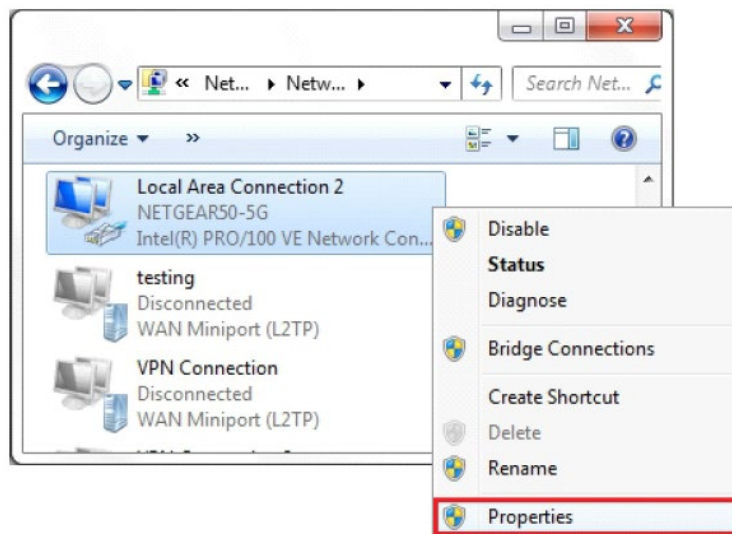 « Net... Netw...
Search Net...
Organize »
Local Area Connection 2
NETGEAR50-5G
Intel(R) PRO/100 VE Network Con...
testing
Disconnected
WAN Miniport (L2TP)
VPN Connection
Disconnected
WAN Miniport (L2TP)
Disable
Status
Diagnose
Bridge Connections
Create Shortcut
Delete
Rename
Properties